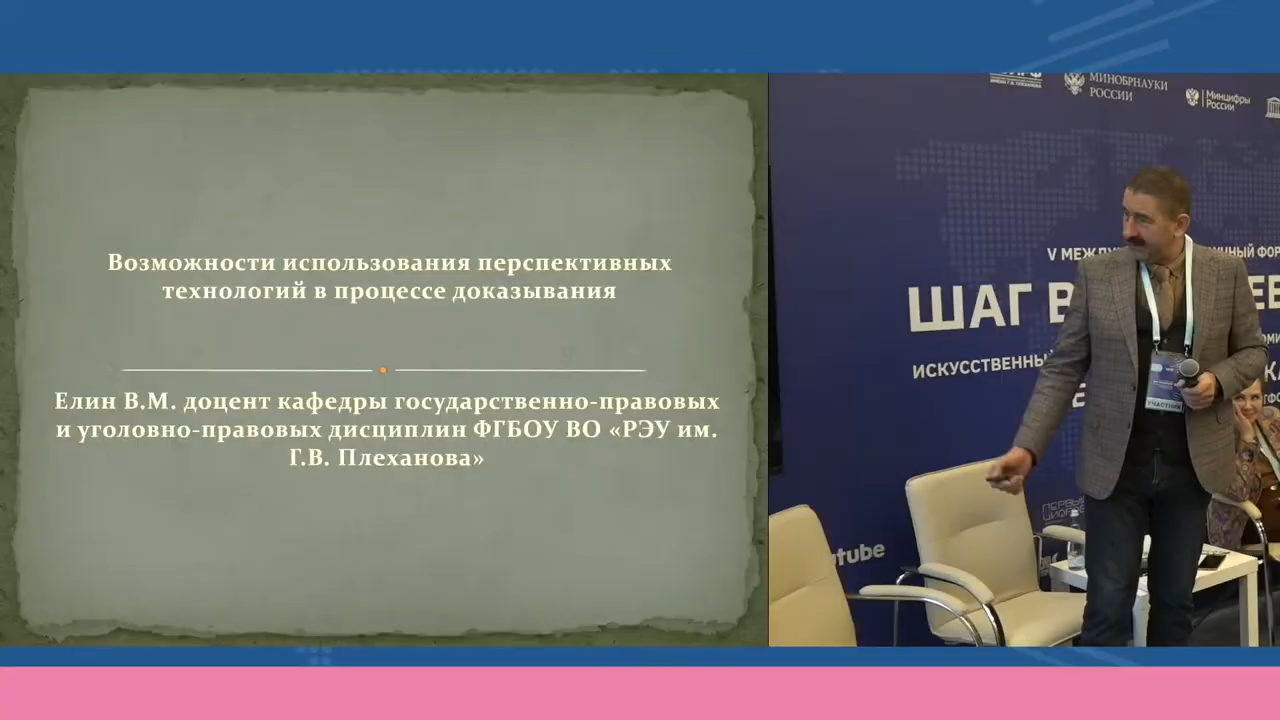 Возможности использования перспективных
технологий в процессе доказывания
Елин В.М. доцент кафедры государственно-правовых
и уголовно-правовых дисциплин ФГБОУ ВО «РЭУ им.
Г.В. Плеханова»
МИНОБРНАУКИ
РОССИИ
Минцифры
России
ШАГ В
ИСКУССТВЕННЫ
УЧАСТНИК
tube